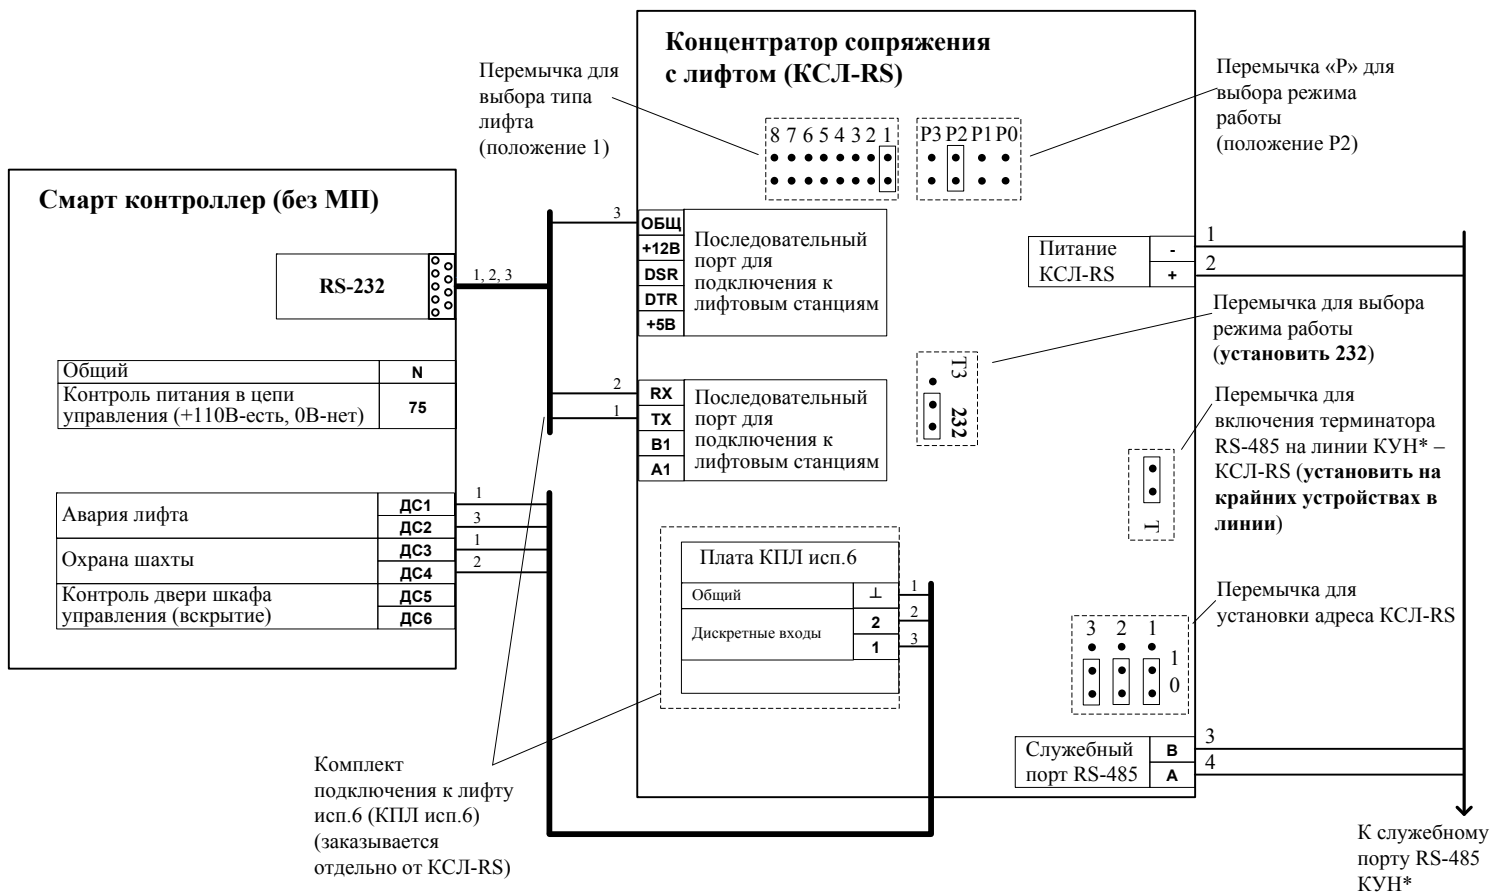 Концентратор сопряжения
с лифтом (КСЛ-RS)
Перемычка для
выбора типа
лифта
(положение 1)
8 7 6 5 4 3 2 1
P3 P2 P1 P0
Перемычка «Р» для
выбора режима
работы
(положение Р2)
Смарт контроллер (без МП)
RS-232
1, 2, 3
3
ОБЩ
+12В
DSR
DTR
+5В
Последовательный
порт для
подключения к
лифтовым станциям
Питание
КСЛ-RS
-
+
1
2
Перемычка для выбора
режима работы
(установить 232)
Общий
N
Контроль питания в цепи
управления (+110В-есть, 0В-нет)
75
2
1
RX
TX
B1
A1
Последовательный
порт для
подключения к
лифтовым станциям
ТЗ
232
Перемычка для
включения терминатора
RS-485 на линии КУН* –
КСЛ-RS (установить на
крайних устройствах в
линии)
Т
Авария лифта
ДС1
ДС2
Охрана шахты
ДС3
ДС4
Контроль двери шкафа
управления (вскрытие)
ДС5
ДС6
1
3
1
2
Плата КПЛ исп.6
Общий
⊥
Дискретные входы
2
1
1
2
3
Перемычка для
установки адреса КСЛ-RS
3 2 1
1
0
Служебный
порт RS-485
B
A
3
4
Комплект
подключения к лифту
исп.6 (КПЛ исп.6)
(заказывается
отдельно от КСЛ-RS)
К служебному
порту RS-485
КУН*